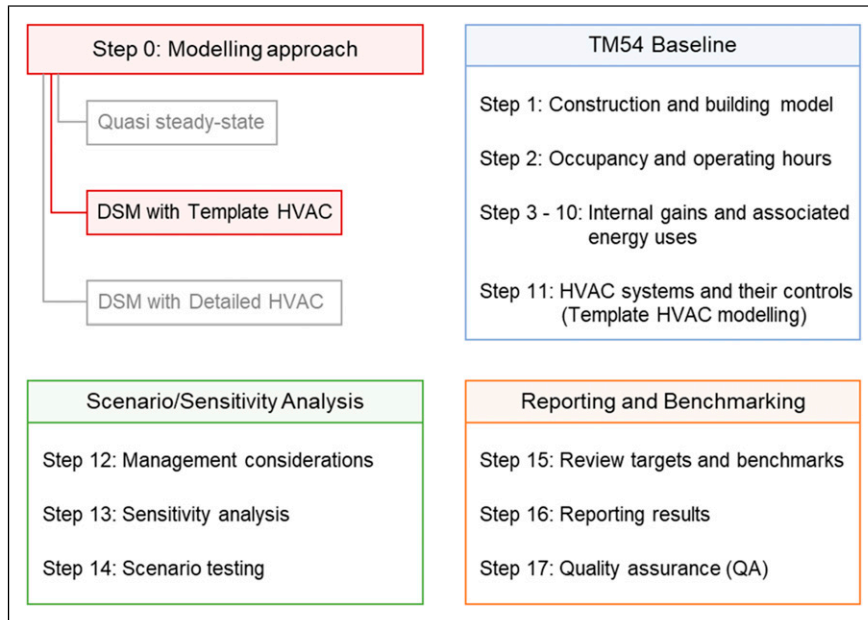 Step 0: Modelling approach
Quasi steady-state
DSM with Template HVAC
DSM with Detailed HVAC
TM54 Baseline
Step 1: Construction and building model
Step 2: Occupancy and operating hours
Step 3 - 10: Internal gains and associated
energy uses
Step 11: HVAC systems and their controls
(Template HVAC modelling)
Scenario/Sensitivity Analysis
Step 12: Management considerations
Step 13: Sensitivity analysis
Step 14: Scenario testing
Reporting and Benchmarking
Step 15: Review targets and benchmarks
Step 16: Reporting results
Step 17: Quality assurance (QA)